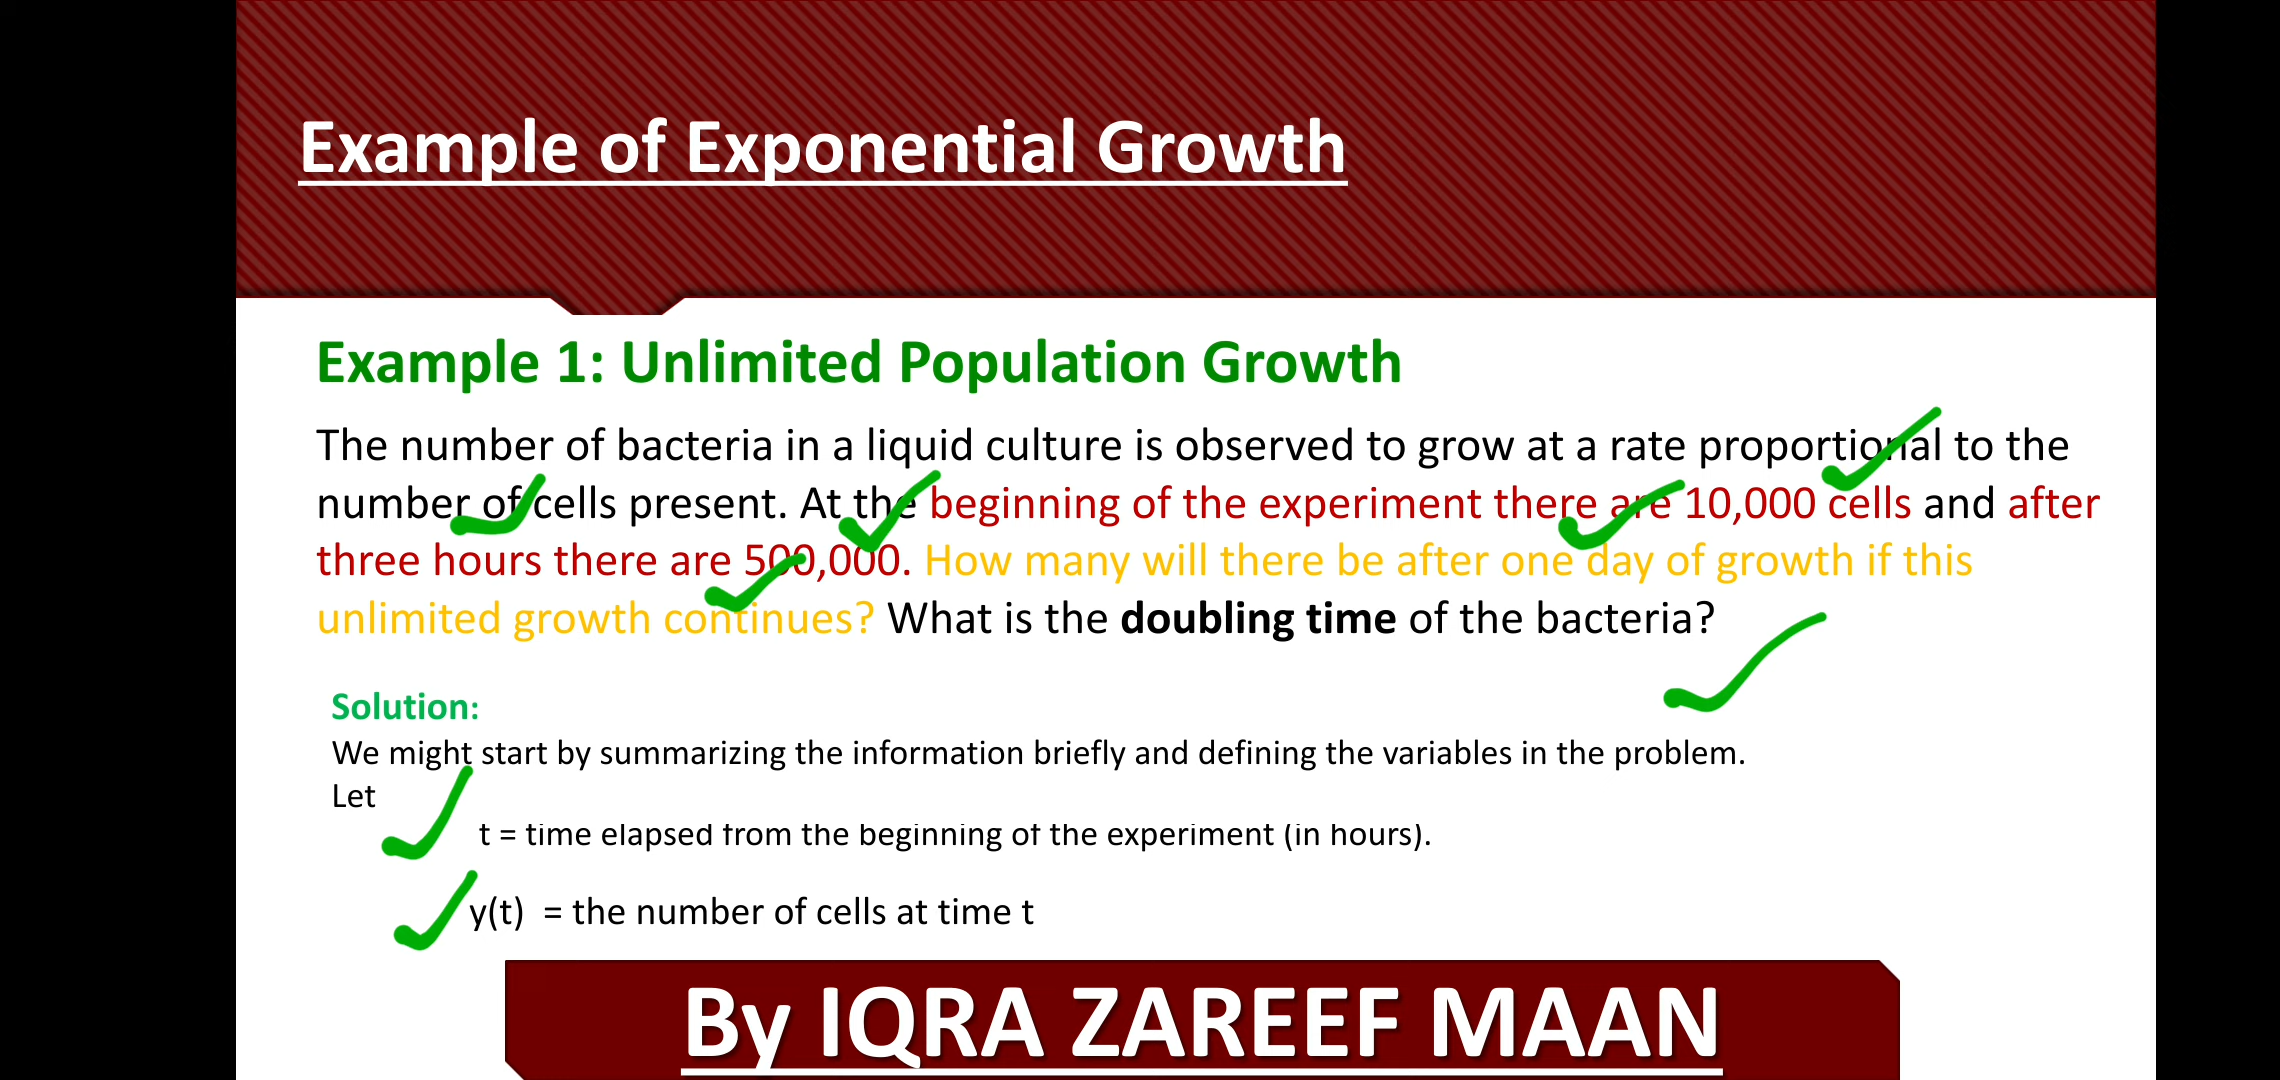 Example of Exponential Growth
Example 1: Unlimited Population Growth
The number of bacteria in a liquid culture is observed to grow at a rate proportional to the
number of cells present. At the beginning of the experiment there are 10,000 cells and after
three hours there are 500,000. How many will there be after one day of growth if this
unlimited growth continues? What is the doubling time of the bacteria?
Solution:
We might start by summarizing the information briefly and defining the variables in the problem.
Let
t = time elapsed from the beginning of the experiment (in hours).
y(t) = the number of cells at time t
By IQRA ZAREEF MAAN